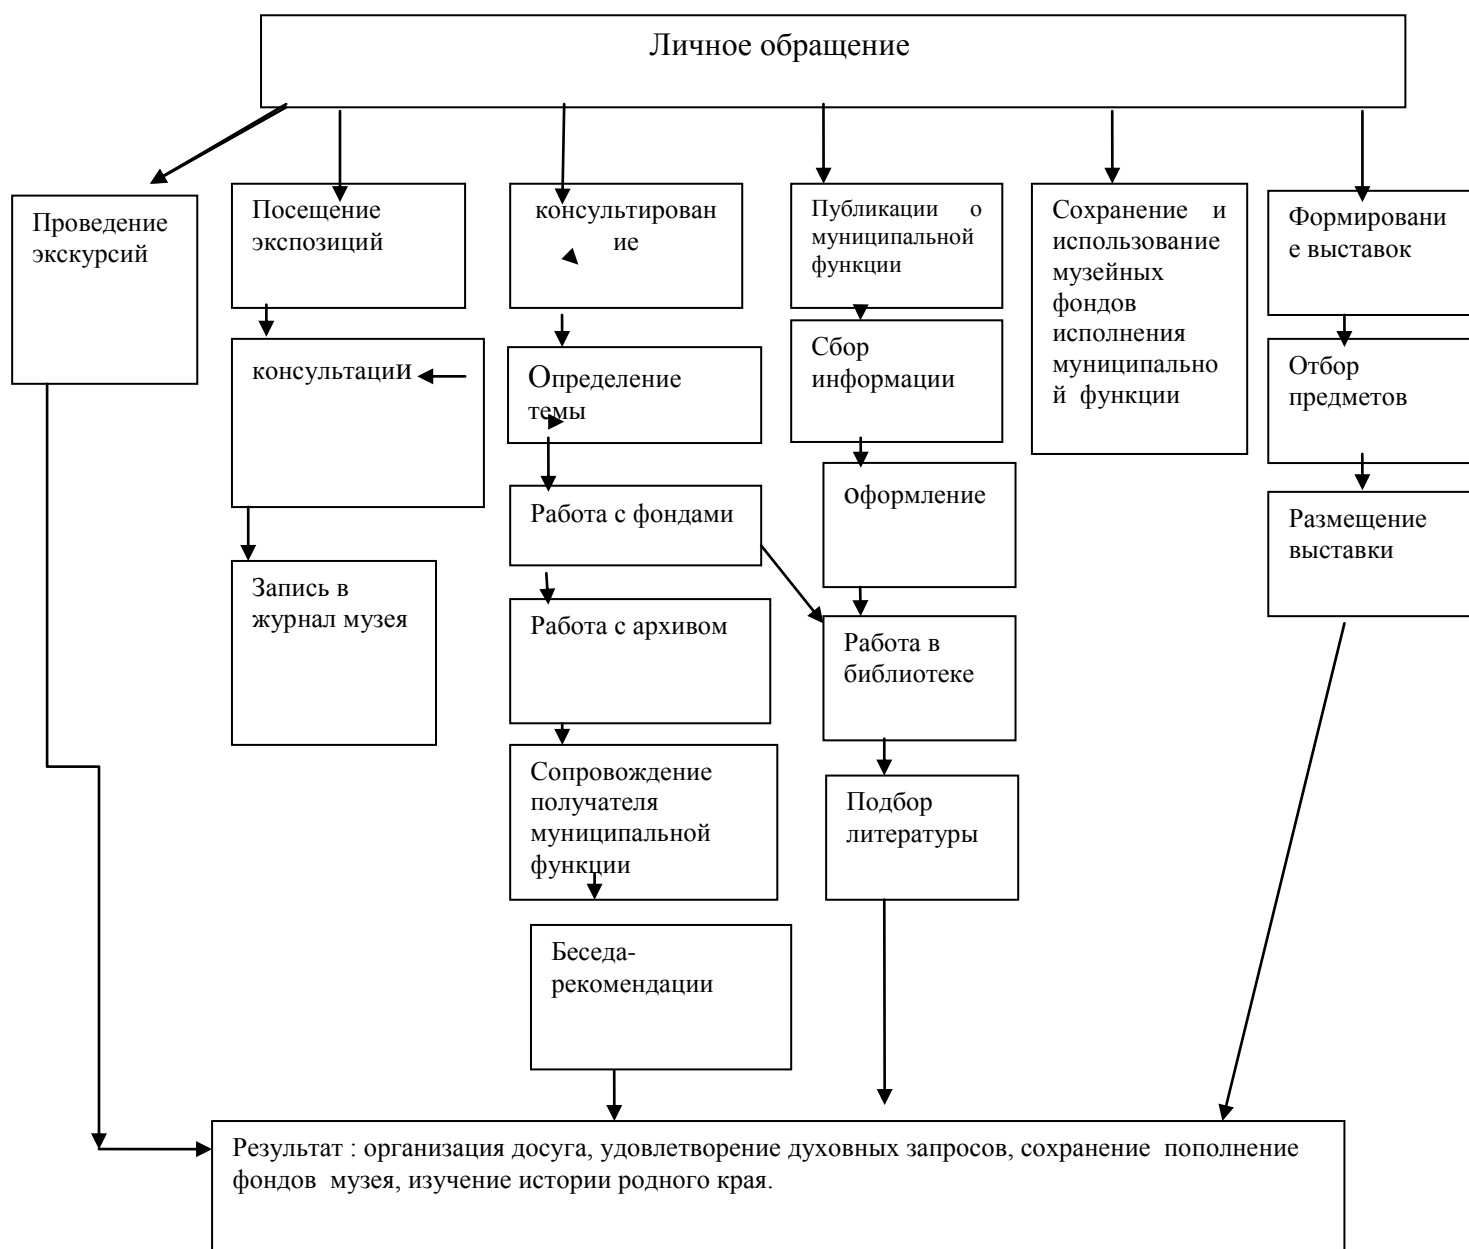 Личное обращение
Проведение
экскурсий
Посещение
экспозиций
консультирован
ие
Публикации о
муниципальной
функции
Сохранение и
использование
музейных
фондов
исполнения
муниципально
й функции
Формировани
е выставок
консультации
Определение
темы
Сбор
информации
Отбор
предметов
Работа с фондами
оформление
Размещение
выставки
Запись в
журнал музея
Работа с архивом
Работа в
библиотеке
Сопровождение
получателя
муниципальной
функции
Подбор
литературы
Беседа-
рекомендации
Результат : организация досуга, удовлетворение духовных запросов, сохранение пополнение
фондов музея, изучение истории родного края.